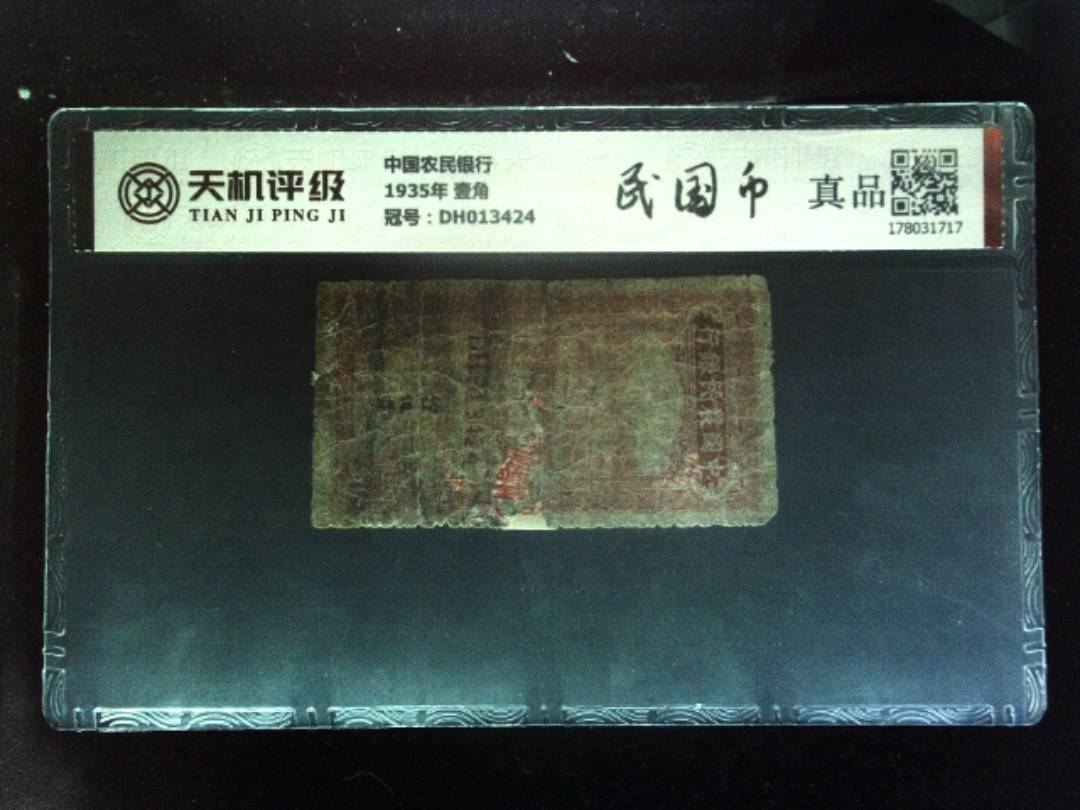 天机评级
TIAN JI PING JI
中国农民银行
1935年 壹角
冠号：DH013424
民国币
真品
178031717